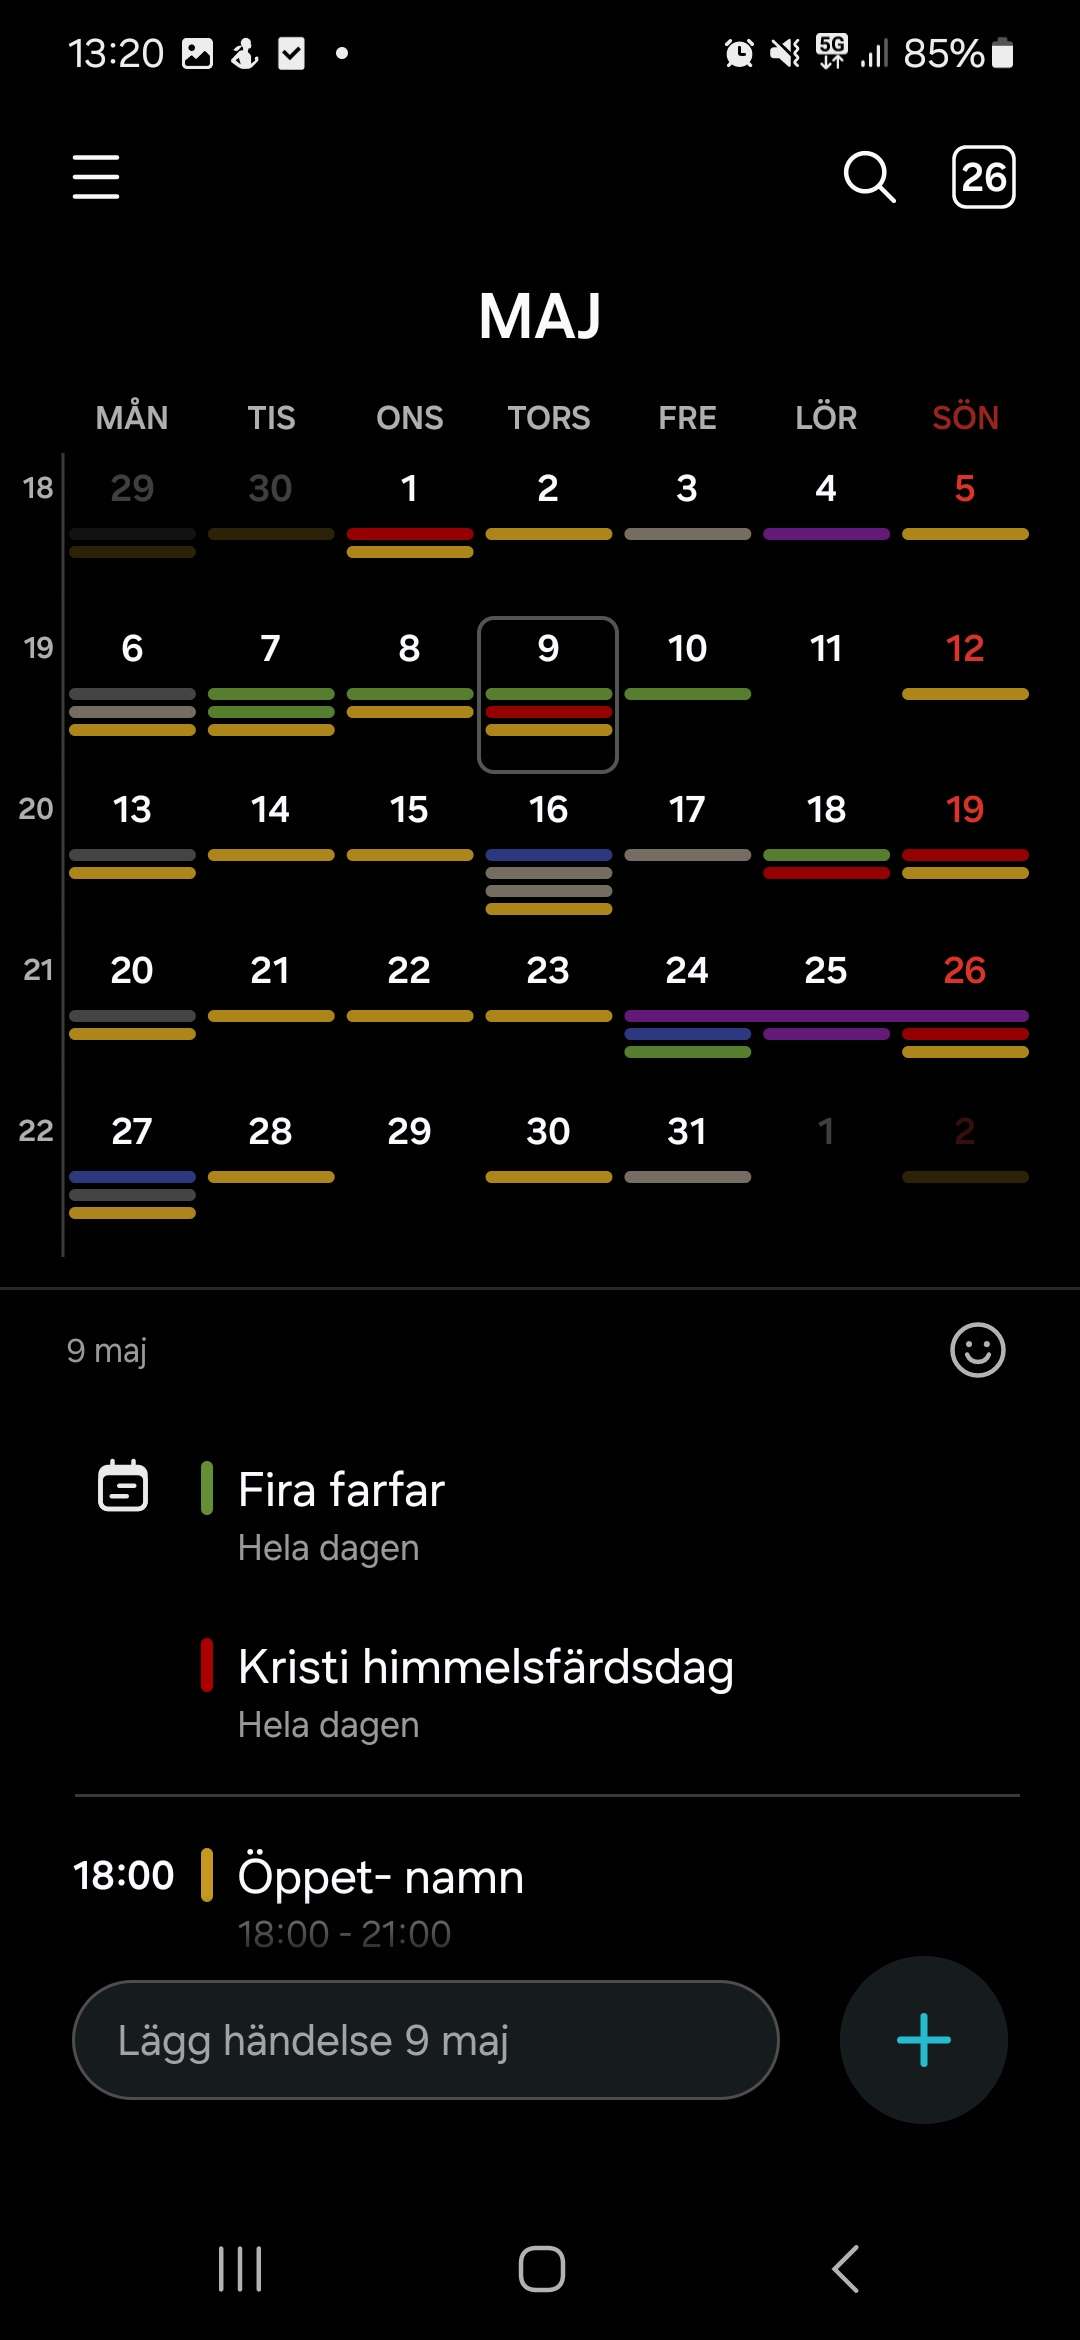 13:20 5G 85%
26
MAJ
MÅN TIS ONS TORS FRE LÖR SÖN
18 29 30 1 2 3 4 5
19 6 7 8 9 10 11 12
20 13 14 15 16 17 18 19
21 20 21 22 23 24 25 26
22 27 28 29 30 31 1 2
9 maj
Fira farfar
Hela dagen
Kristi himmelsfärdsdag
Hela dagen
18:00 Öppet- namn
18:00 - 21:00
Lägg händelse 9 maj